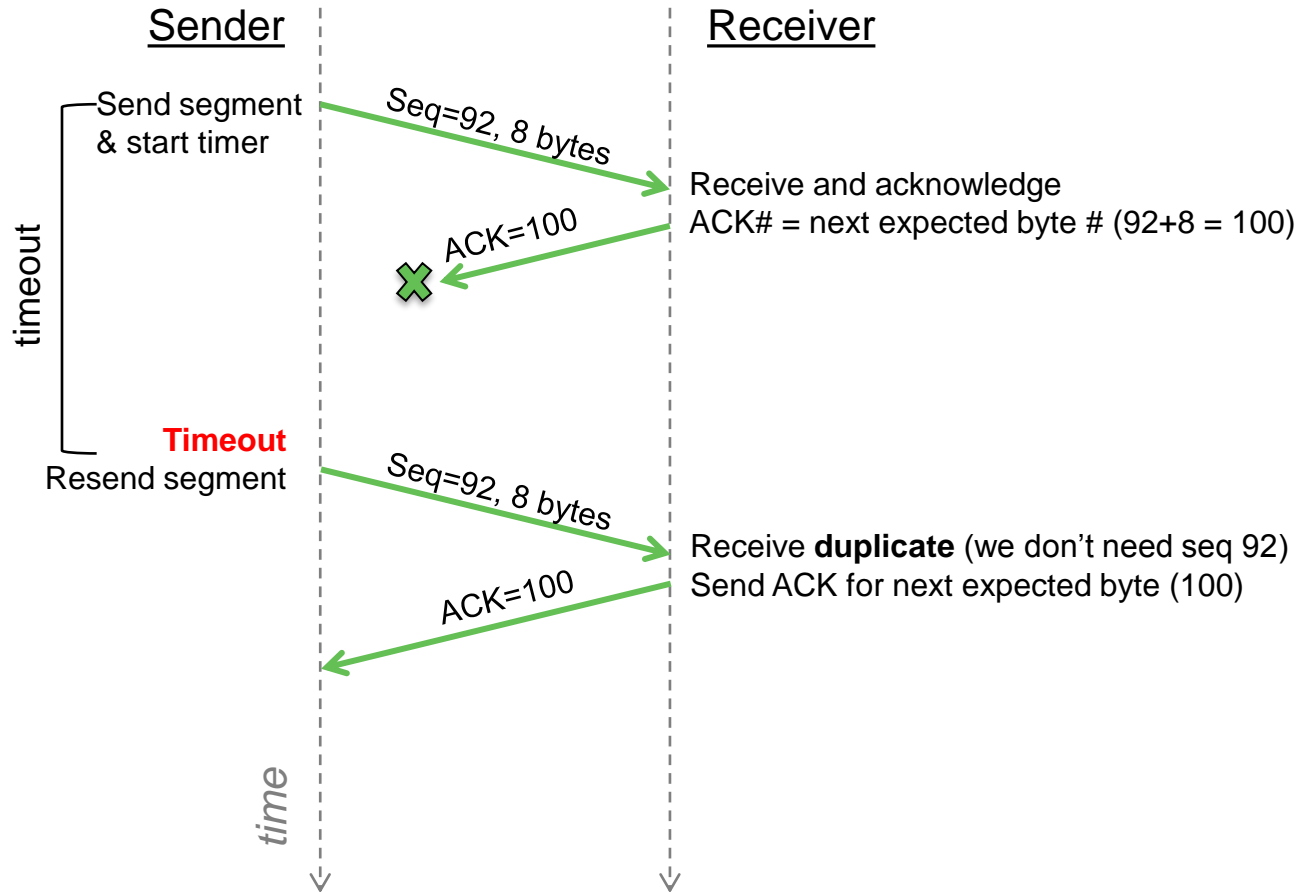 Sender
Receiver
Send segment
& start timer
Seq=92, 8 bytes
Receive and acknowledge
ACK# = next expected byte # (92+8 = 100)
ACK=100
timeout
Timeout
Resend segment
Seq=92, 8 bytes
Receive duplicate (we don’t need seq 92)
Send ACK for next expected byte (100)
ACK=100
time